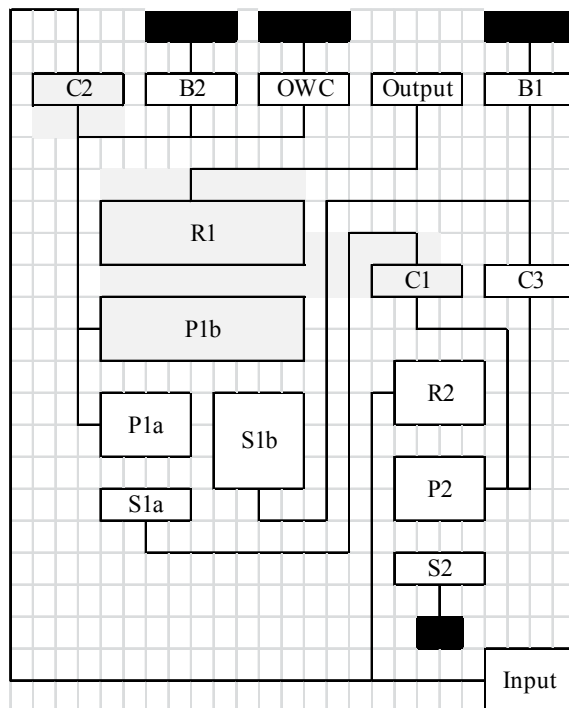 C2
B2
OWC
Output
B1
R1
C1
C3
P1b
R2
P1a
S1b
P2
S1a
S2
Input